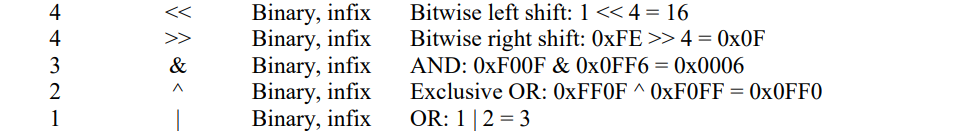 4 << Binary, infix Bitwise left shift: 1 << 4 = 16
4 >> Binary, infix Bitwise right shift: 0xFE >> 4 = 0x0F
3 & Binary, infix AND: 0xF00F & 0x0FF6 = 0x0006
2 ^ Binary, infix Exclusive OR: 0xFF0F ^ 0xF0FF = 0x0FF0
1 | Binary, infix OR: 1 | 2 = 3